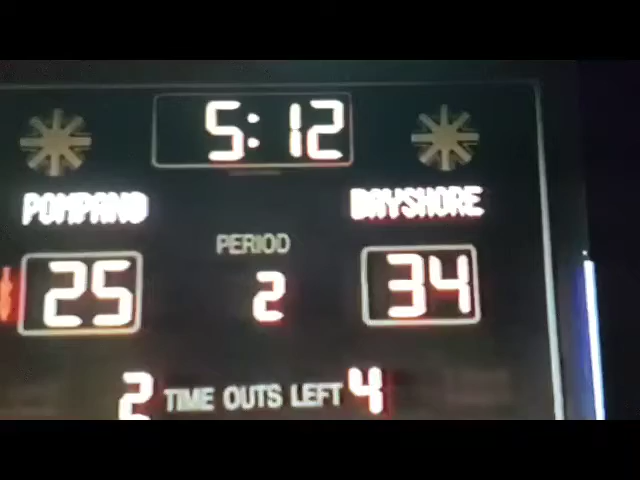 5:12
POMPANO BAYSHORE
PERIOD
25 2 34
2 TIME OUTS LEFT 4